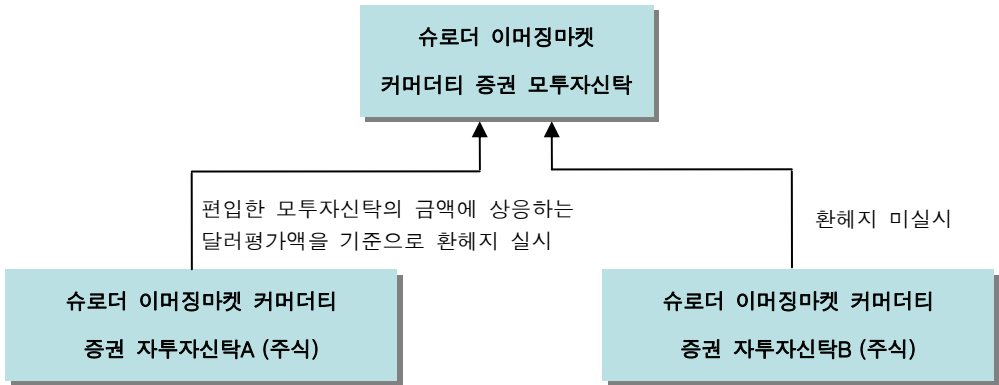 슈로더 이머징마켓
커머더티 증권 모투자신탁
편입한 모투자신탁의 금액에 상응하는
달러평가액을 기준으로 환헤지 실시
환헤지 미실시
슈로더 이머징마켓 커머더티
증권 자투자신탁A (주식)
슈로더 이머징마켓 커머더티
증권 자투자신탁B (주식)